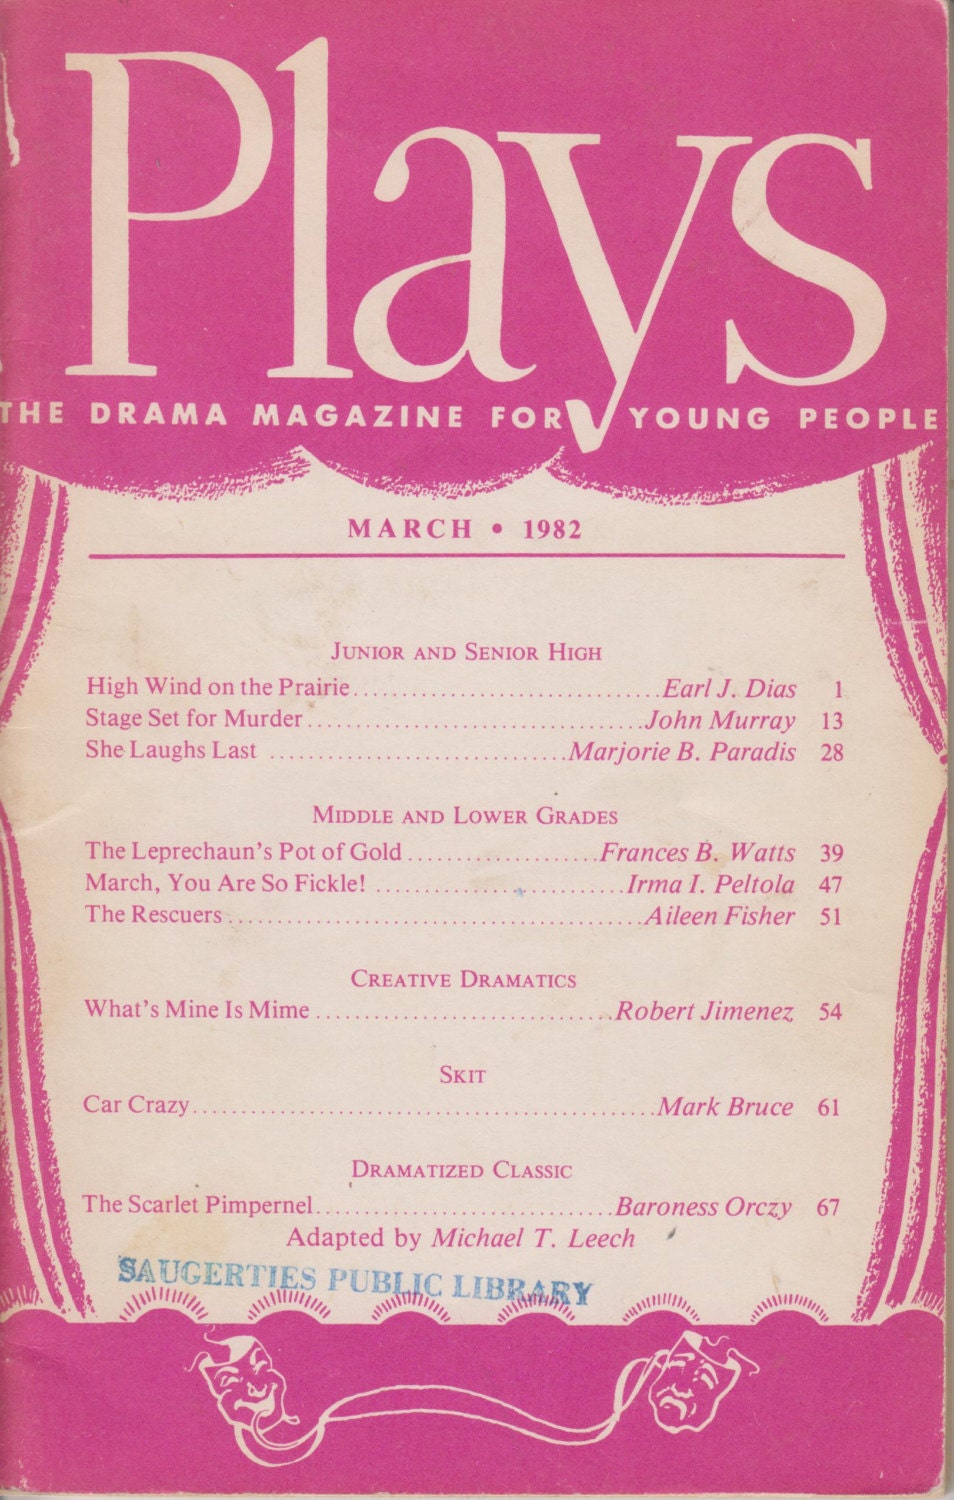 Plays
THE DRAMA MAGAZINE FOR YOUNG PEOPLE
MARCH • 1982
JUNIOR AND SENIOR HIGH
High Wind on the Prairie................................Earl J. Dias 1
Stage Set for Murder...................................John Murray 13
She Laughs Last ...............................Marjorie B. Paradis 28
MIDDLE AND LOWER GRADES
The Leprechaun's Pot of Gold....................Frances B. Watts 39
March, You Are So Fickle! ..........................Irma I. Peltola 47
The Rescuers...........................................Aileen Fisher 51
CREATIVE DRAMATICS
What's Mine Is Mime...............................Robert Jimenez 54
SKIT
Car Crazy................................................Mark Bruce 61
DRAMATIZED CLASSIC
The Scarlet Pimpernel...............................Baroness Orczy 67
Adapted by Michael T. Leech
SAUGERTIES PUBLIC LIBRARY